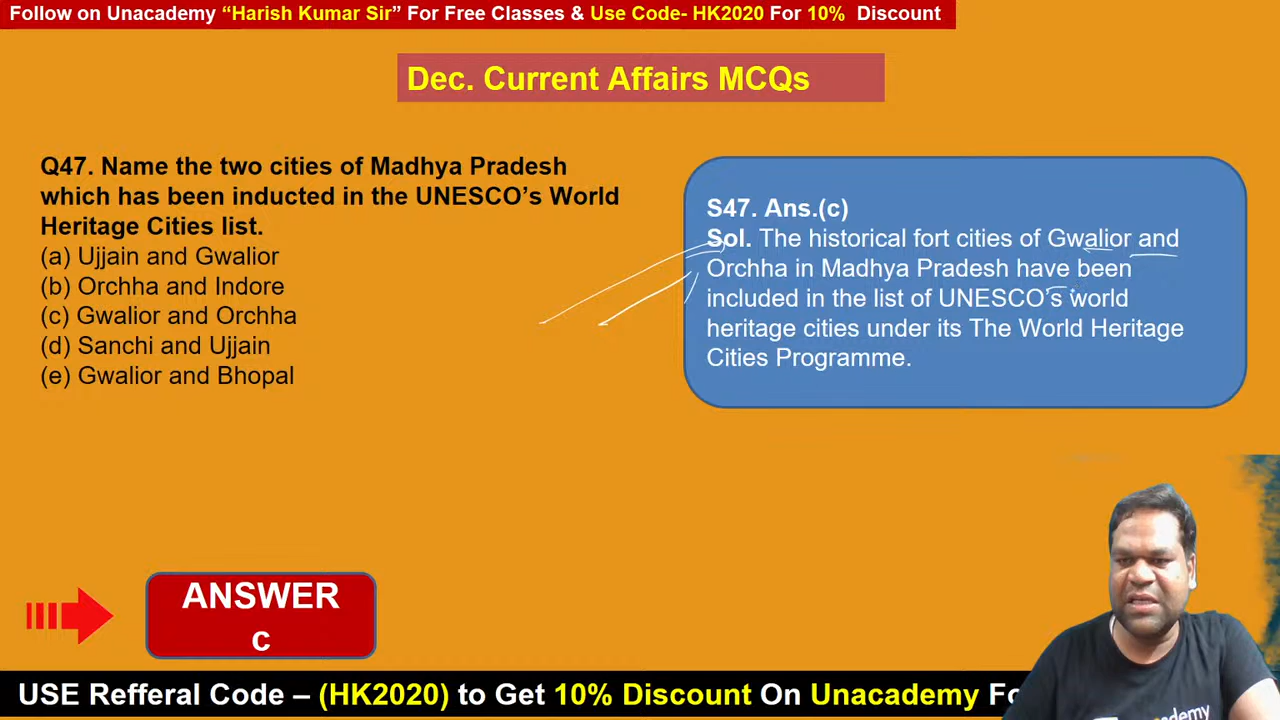 Follow on Unacademy “Harish Kumar Sir” For Free Classes & Use Code- HK2020 For 10% Discount
Dec. Current Affairs MCQs
Q47. Name the two cities of Madhya Pradesh
which has been inducted in the UNESCO’s World
Heritage Cities list.
(a) Ujjain and Gwalior
(b) Orchha and Indore
(c) Gwalior and Orchha
(d) Sanchi and Ujjain
(e) Gwalior and Bhopal
S47. Ans.(c)
Sol. The historical fort cities of Gwalior and
Orchha in Madhya Pradesh have been
included in the list of UNESCO’s world
heritage cities under its The World Heritage
Cities Programme.
ANSWER
c
USE Refferal Code – (HK2020) to Get 10% Discount On Unacademy Fo